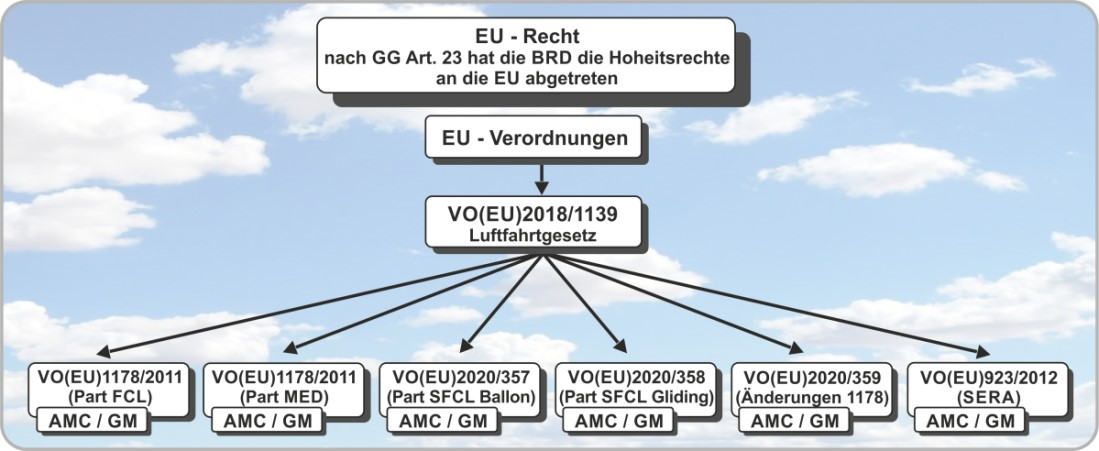 EU - Recht
nach GG Art. 23 hat die BRD die Hoheitsrechte
an die EU abgetreten
EU - Verordnungen
VO(EU)2018/1139
Luftfahrtgesetz
VO(EU)1178/2011
(Part FCL)
AMC / GM
VO(EU)1178/2011
(Part MED)
AMC / GM
VO(EU)2020/357
(Part SFCL Ballon)
AMC / GM
VO(EU)2020/358
(Part SFCL Gliding)
AMC / GM
VO(EU)2020/359
(Änderungen 1178)
AMC / GM
VO(EU)923/2012
(SERA)
AMC / GM